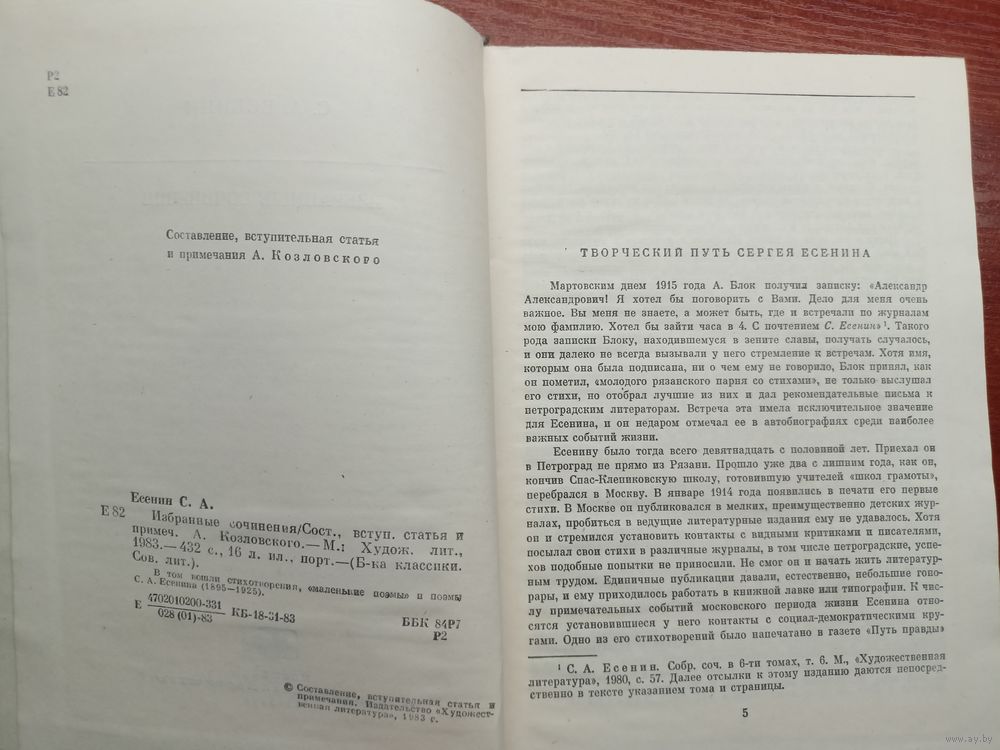 Р2
Е 82
Составление, вступительная статья
и примечания А. Козловского
Есенин С. А.
Е 82
Избранные сочинения/Сост., вступ. статья и
примеч. А. Козловского.— М.: Худож. лит.,
1983.— 432 с., 16 л. ил., порт.— (Б-ка классики.
Сов. лит.).
В том вошли стихотворения, «маленькие поэмы» и поэмы
С. А. Есенина (1895—1925).
Е 4702010200-331
028 (01)-83
КБ-18-31-83
ББК 84Р7
Р2
© Составление, вступительная статья и
примечания. Издательство «Художест-
венная литература», 1983 г.
ТВОРЧЕСКИЙ ПУТЬ СЕРГЕЯ ЕСЕНИНА
Мартовским днем 1915 года А. Блок получил записку: «Александр
Александрович! Я хотел бы поговорить с Вами. Дело для меня очень
важное. Вы меня не знаете, а может быть, где и встречали по журналам
мою фамилию. Хотел бы зайти часа в 4. С почтением С. Есенинъ ¹. Такого
рода записки Блоку, находившемуся в зените славы, получать случалось,
и они далеко не всегда вызывали у него стремление к встречам. Хотя имя,
которым она была подписана, ни о чем ему не говорило, Блок принял, как
он пометил, «молодого рязанского парня со стихами», не только выслушал
его стихи, но отобрал лучшие из них и дал рекомендательные письма к
петроградским литераторам. Встреча эта имела исключительное значение
для Есенина, и он недаром отмечал ее в автобиографиях среди наиболее
важных событий жизни.
Есенину было тогда всего девятнадцать с половиной лет. Приехал он
в Петроград не прямо из Рязани. Прошло уже два с лишним года, как он,
кончив Спас-Клепиковскую школу, готовившую учителей «школ грамоты»,
перебрался в Москву. В январе 1914 года появились в печати его первые
стихи. В Москве он публиковался в мелких, преимущественно детских жур-
налах, пробиться в ведущие литературные издания ему не удавалось. Хотя
он и стремился установить контакты с видными критиками и писателями,
посылал свои стихи в различные журналы, в том числе петроградские, успе-
хов подобные попытки не приносили. Не смог он и начать жить литератур-
ным трудом. Единичные публикации давали, естественно, небольшие гоно-
рары, и ему приходилось работать в книжной лавке или типографии. К чис-
лу примечательных событий московского периода жизни Есенина отно-
сятся установившиеся у него контакты с социал-демократическими кру-
гами. Одно из его стихотворений было напечатано в газете «Путь правды»
¹ С. А. Есенин. Собр. соч. в 6-ти томах, т. 6. М., «Художественная
литература», 1980, с. 57. Далее отсылки к этому изданию даются непосред-
ственно в тексте указанием тома и страницы.
5
www.ay.by